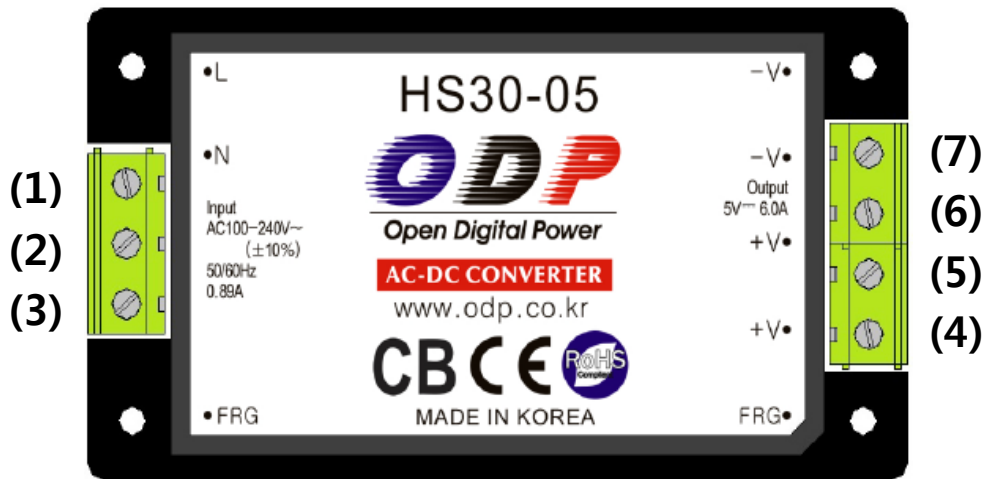 •L
HS30-05
-V•
•N
ODP
-V•
(7)
(1)
Input
Output
AC100-240V~
5V⎓ 6.0A
(6)
(2)
(±10%)
Open Digital Power
+V•
50/60Hz
AC-DC CONVERTER
(5)
(3)
0.89A
www.odp.co.kr
+V•
(4)
CB CE RoHS
Compliant
•FRG
MADE IN KOREA
FRG•